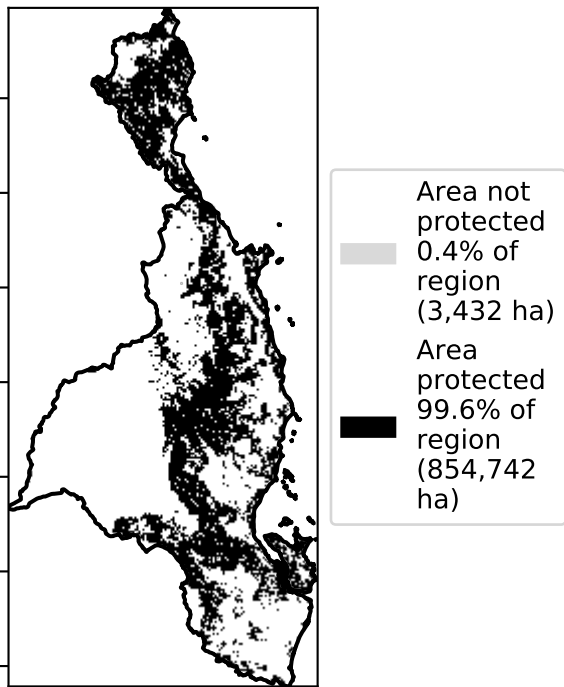 Area not
protected
0.4% of
region
(3,432 ha)
Area
protected
99.6% of
region
(854,742
ha)